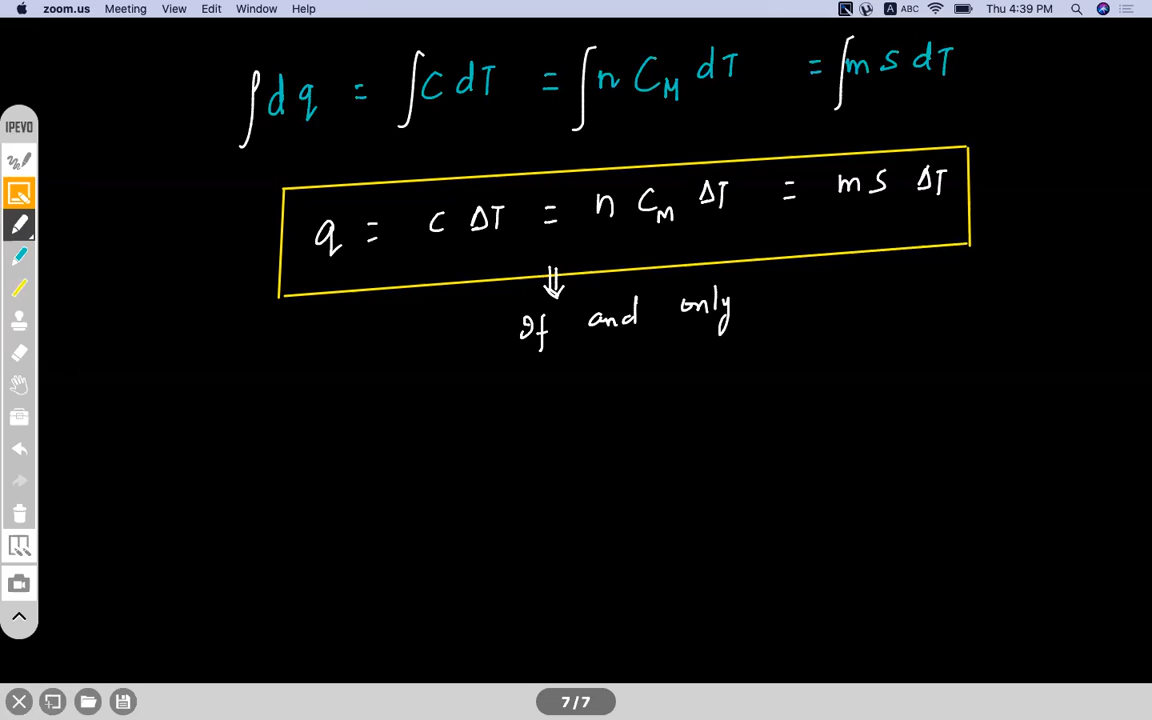 zoom.us Meeting View Edit Window Help A ABC Thu 4:39 PM
∫dq = ∫C dT = ∫n C_M dT = ∫m s dT
IPEVO
q = C ΔT = n C_M ΔT = m s ΔT
⇓
If and only
7/7